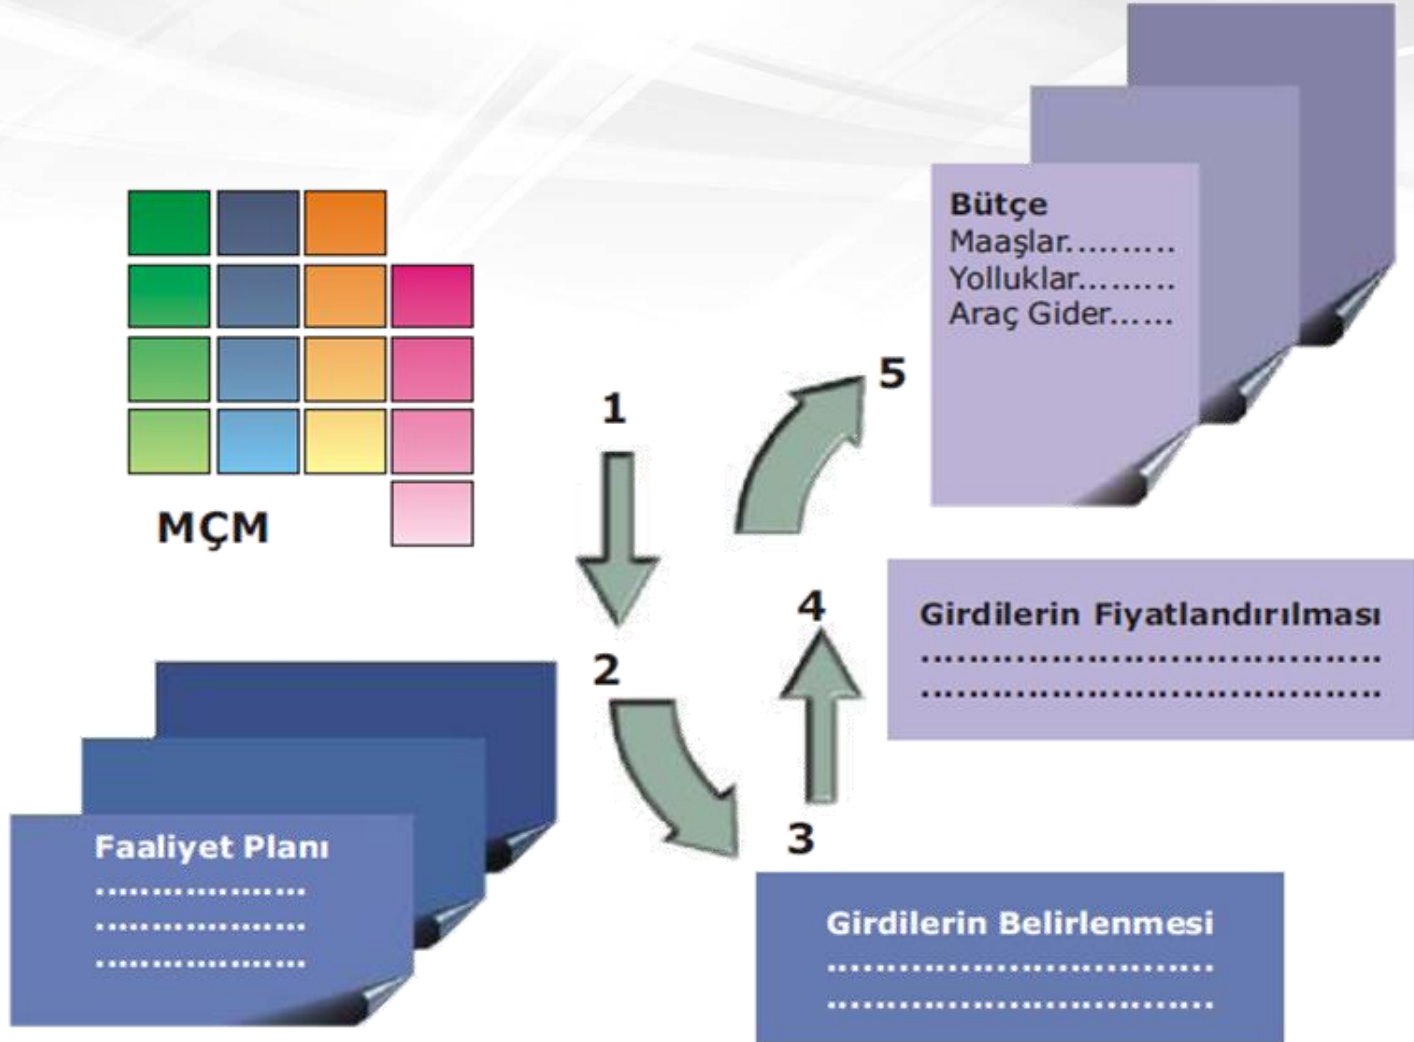 MÇM
1
2
Faaliyet Planı
....................
....................
....................
3
Girdilerin Belirlenmesi
.................................
.................................
4
Girdilerin Fiyatlandırılması
.......................................
.......................................
5
Bütçe
Maaşlar..........
Yolluklar.........
Araç Gider......